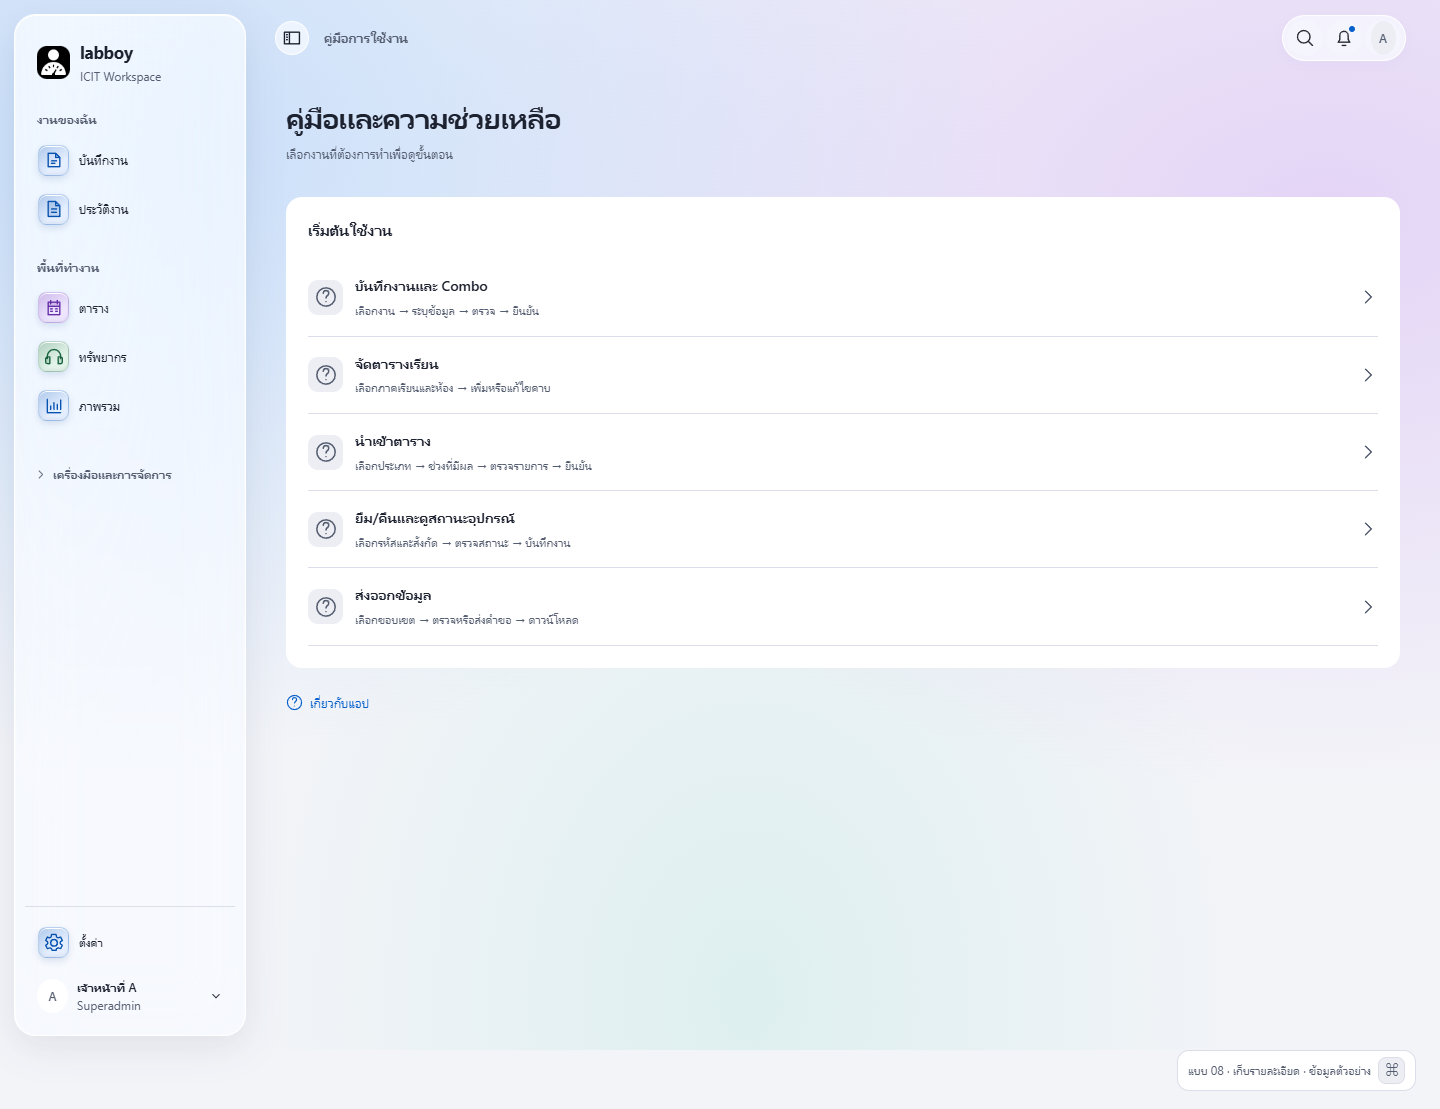 labboy
ICIT Workspace
งานของฉัน
บันทึกงาน
ประวัติงาน
พื้นที่ทำงาน
ตาราง
ทรัพยากร
ภาพรวม
เครื่องมือและการจัดการ
ตั้งค่า
A
เจ้าหน้าที่ A
Superadmin
คู่มือการใช้งาน
A
คู่มือและความช่วยเหลือ
เลือกงานที่ต้องการทำเพื่อดูขั้นตอน
เริ่มต้นใช้งาน
บันทึกงานและ Combo
เลือกงาน → ระบุข้อมูล → ตรวจ → ยืนยัน
จัดตารางเรียน
เลือกภาคเรียนและห้อง → เพิ่มหรือแก้ไขคาบ
นำเข้าตาราง
เลือกประเภท → ช่วงที่มีผล → ตรวจรายการ → ยืนยัน
ยืม/คืนและดูสถานะอุปกรณ์
เลือกรหัสและสังกัด → ตรวจสถานะ → บันทึกงาน
ส่งออกข้อมูล
เลือกขอบเขต → ตรวจหรือส่งคำขอ → ดาวน์โหลด
เกี่ยวกับแอป
แบบ 08 · เก็บรายละเอียด · ข้อมูลตัวอย่าง ⌘